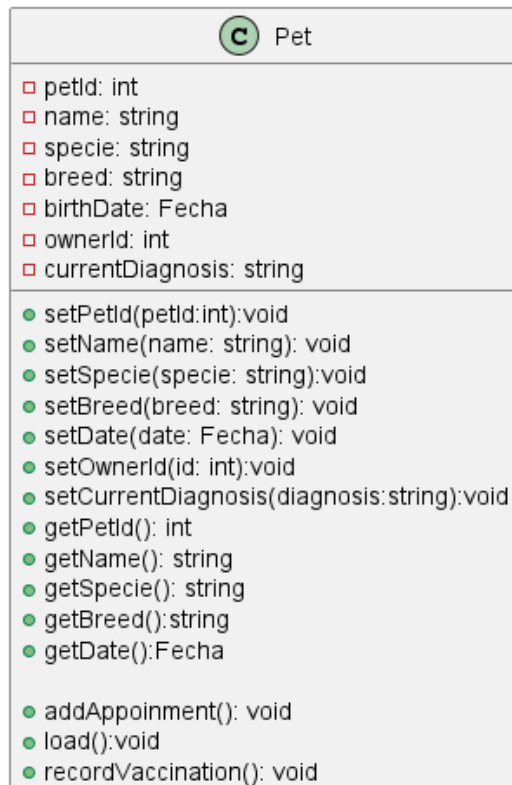 C Pet
petId: int
name: string
specie: string
breed: string
birthDate: Fecha
ownerId: int
currentDiagnosis: string
setPetId(petId:int):void
setName(name: string): void
setSpecie(specie: string):void
setBreed(breed: string): void
setDate(date: Fecha): void
setOwnerId(id: int):void
setCurrentDiagnosis(diagnosis:string):void
getPetId(): int
getName(): string
getSpecie(): string
getBreed():string
getDate():Fecha
addAppoinment(): void
load():void
recordVaccination(): void